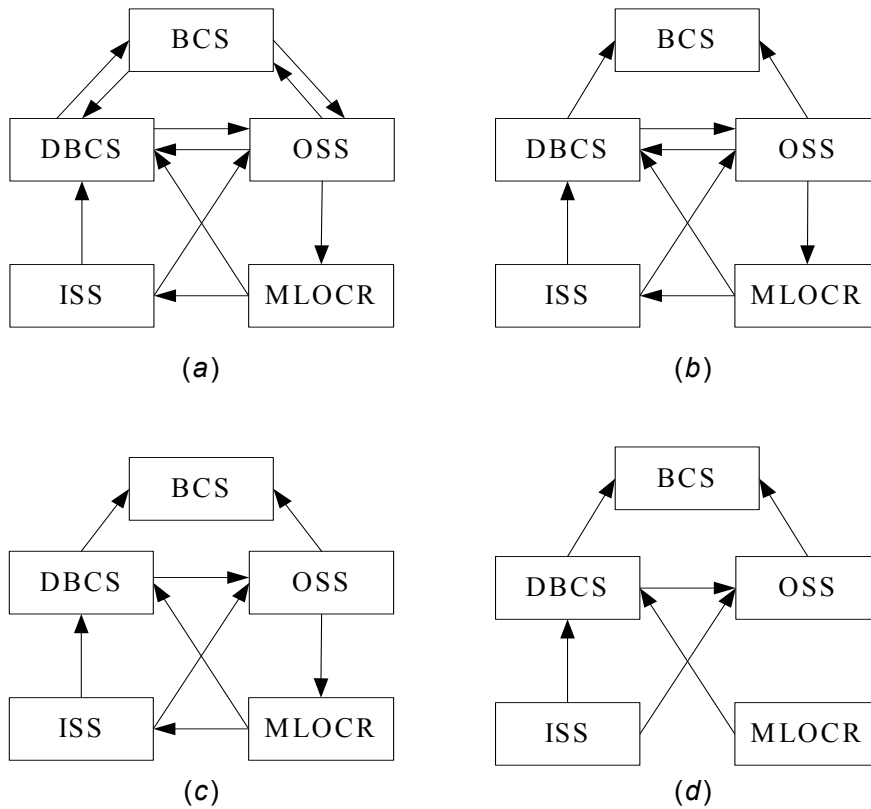 BCS
DBCS
OSS
ISS
MLOCR
(a)
BCS
DBCS
OSS
ISS
MLOCR
(b)
BCS
DBCS
OSS
ISS
MLOCR
(c)
BCS
DBCS
OSS
ISS
MLOCR
(d)